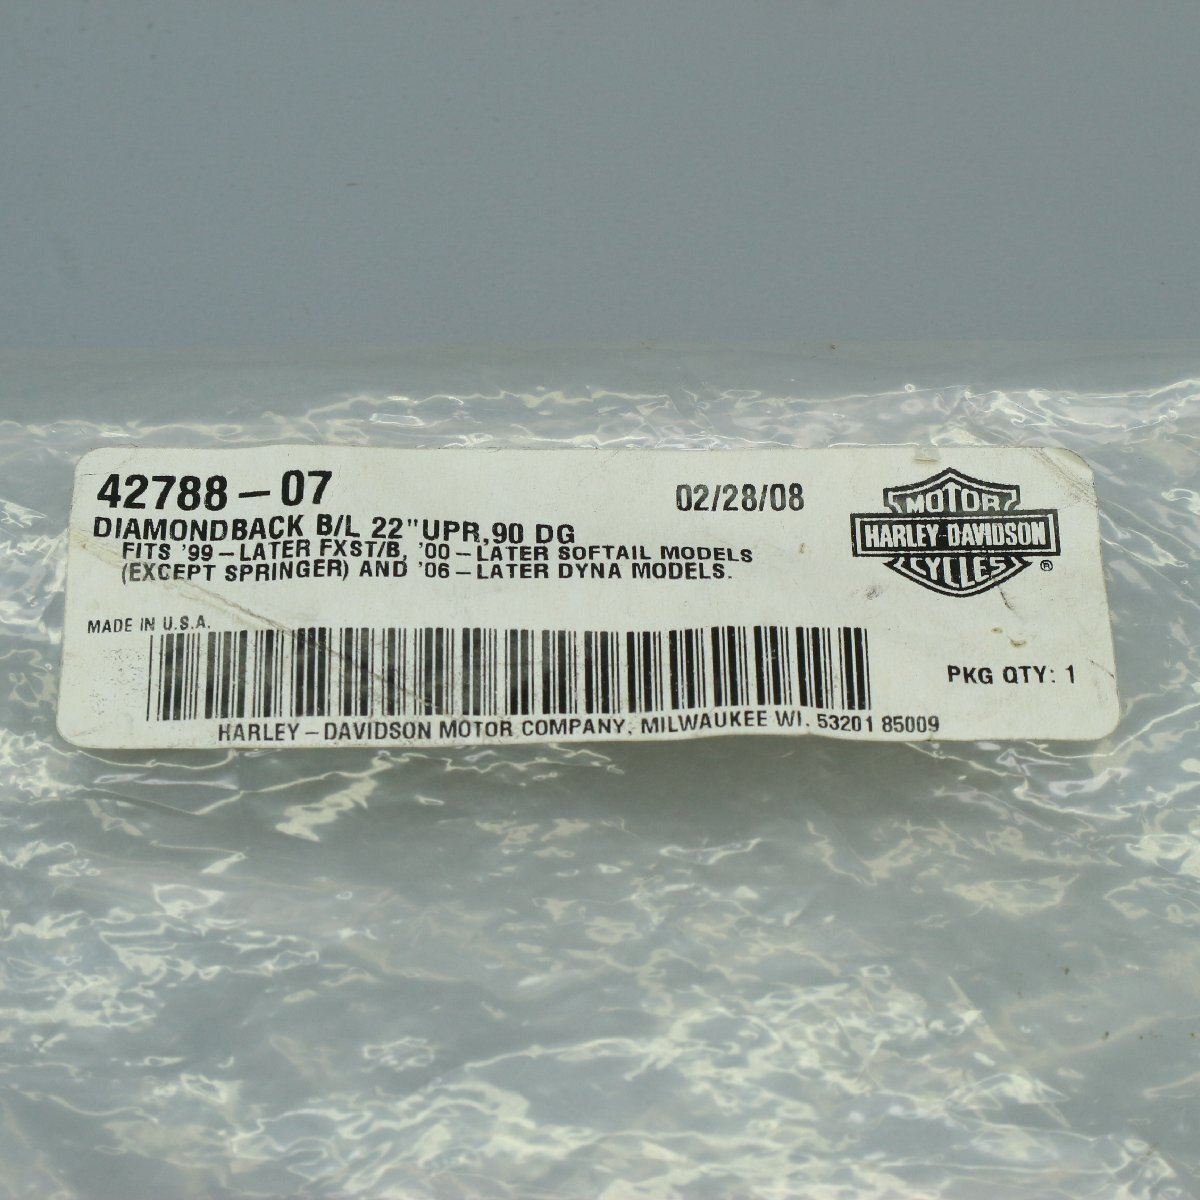 42788-07
02/28/08
DIAMONDBACK B/L 22"UPR,90 DG
FITS '99-LATER FXST/B, '00-LATER SOFTAIL MODELS
(EXCEPT SPRINGER) AND '06-LATER DYNA MODELS.
MOTOR
HARLEY-DAVIDSON
CYCLES
®
MADE IN U.S.A.
PKG QTY: 1
HARLEY-DAVIDSON MOTOR COMPANY, MILWAUKEE WI. 53201 85009